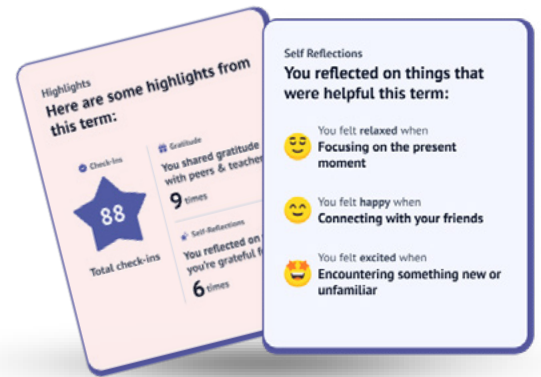 Highlights
Here are some highlights from
this term:
Check-Ins
88
Total check-ins
Gratitude
You shared gratitude
with peers & teacher
9 times
Self-Reflections
You reflected on
you're grateful f
6 times
Self Reflections
You reflected on things that
were helpful this term:
You felt relaxed when
Focusing on the present
moment
You felt happy when
Connecting with your friends
You felt excited when
Encountering something new or
unfamiliar